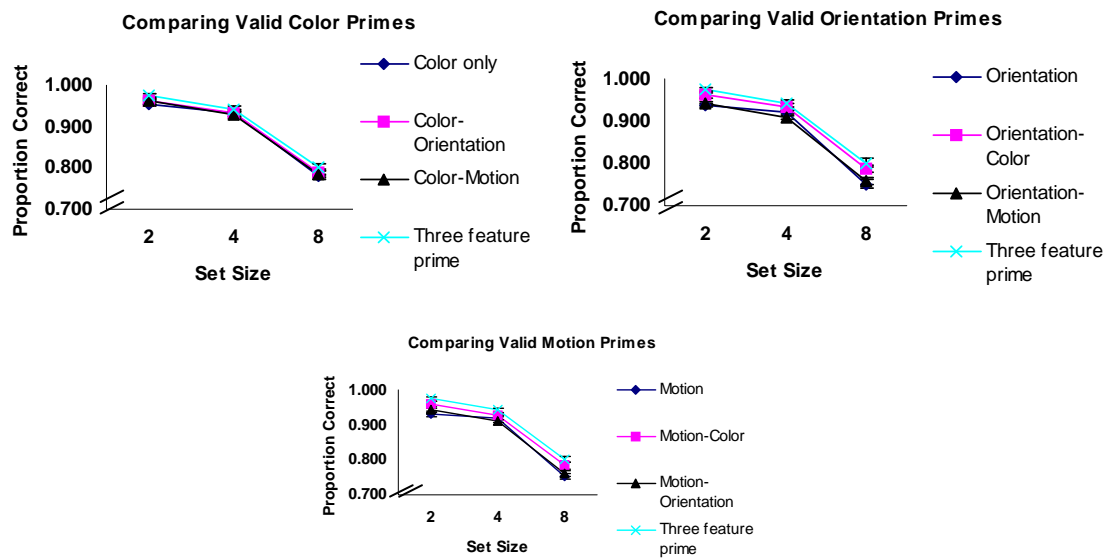 Comparing Valid Color Primes
Proportion Correct
1.000
0.900
0.800
0.700
2 4 8
Set Size
Color only
Color-
Orientation
Color-Motion
Three feature
prime
Comparing Valid Orientation Primes
Proportion Correct
1.000
0.900
0.800
0.700
2 4 8
Set Size
Orientation
Orientation-
Color
Orientation-
Motion
Three feature
prime
Comparing Valid Motion Primes
Proportion Correct
1.000
0.900
0.800
0.700
2 4 8
Set Size
Motion
Motion-Color
Motion-
Orientation
Three feature
prime